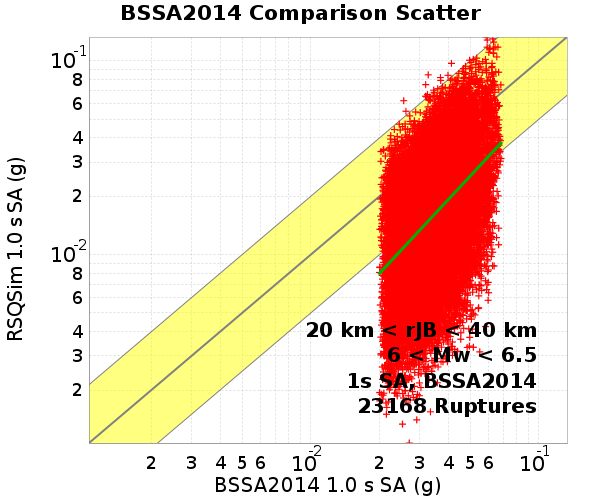 BSSA2014 Comparison Scatter
RSQSim 1.0 s SA (g)
10⁻¹
8
6
4
3
2
10⁻²
8
6
4
3
2
20 km < rJB < 40 km
6 < Mw < 6.5
1s SA, BSSA2014
23168 Ruptures
2 3 4 5 6 10⁻² 2 3 4 5 6 10⁻¹
BSSA2014 1.0 s SA (g)